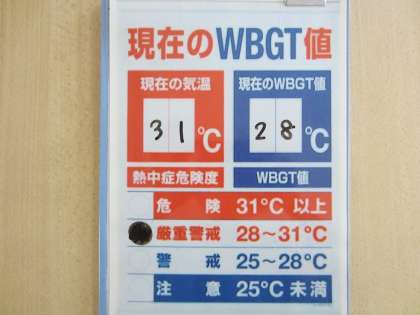 現在のWBGT値
現在の気温
現在のWBGT値
31℃
28℃
熱中症危険度
WBGT値
危険 31℃ 以上
厳重警戒 28～31℃
警戒 25～28℃
注意 25℃ 未満